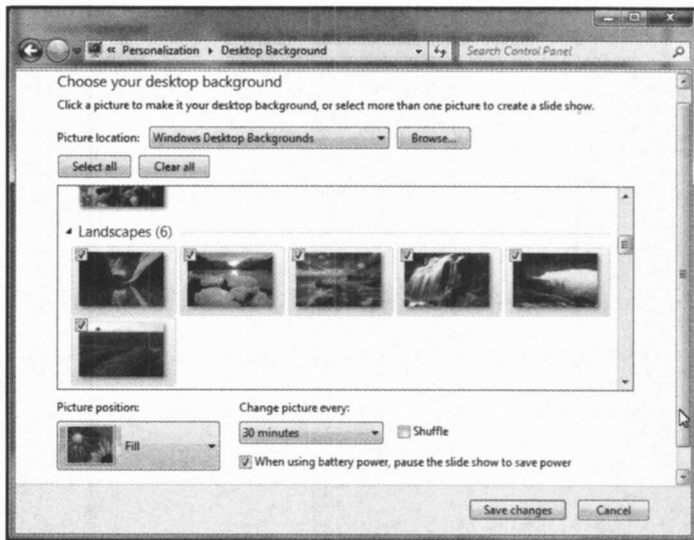 « Personalization ▸ Desktop Background Search Control Panel
Choose your desktop background
Click a picture to make it your desktop background, or select more than one picture to create a slide show.
Picture location: Windows Desktop Backgrounds Browse...
Select all Clear all
Landscapes (6)
Picture position: Change picture every:
Fill 30 minutes Shuffle
When using battery power, pause the slide show to save power
Save changes Cancel